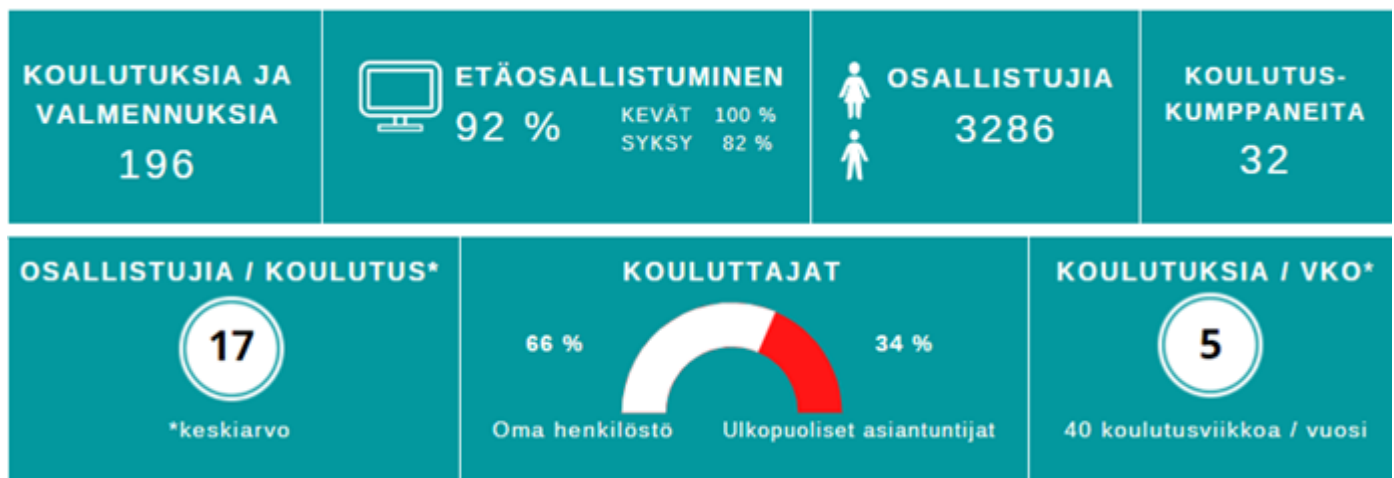 KOULUTUKSIA JA
VALMENNUKSIA
196
ETÄOSALLISTUMINEN
92 %
KEVÄT 100 %
SYKSY 82 %
OSALLISTUJIA
3286
KOULUTUS-
KUMPPANEITA
32
OSALLISTUJIA / KOULUTUS*
17
*keskiarvo
KOULUTTAJAT
66 %
34 %
Oma henkilöstö
Ulkopuoliset asiantuntijat
KOULUTUKSIA / VKO*
5
40 koulutusviikkoa / vuosi